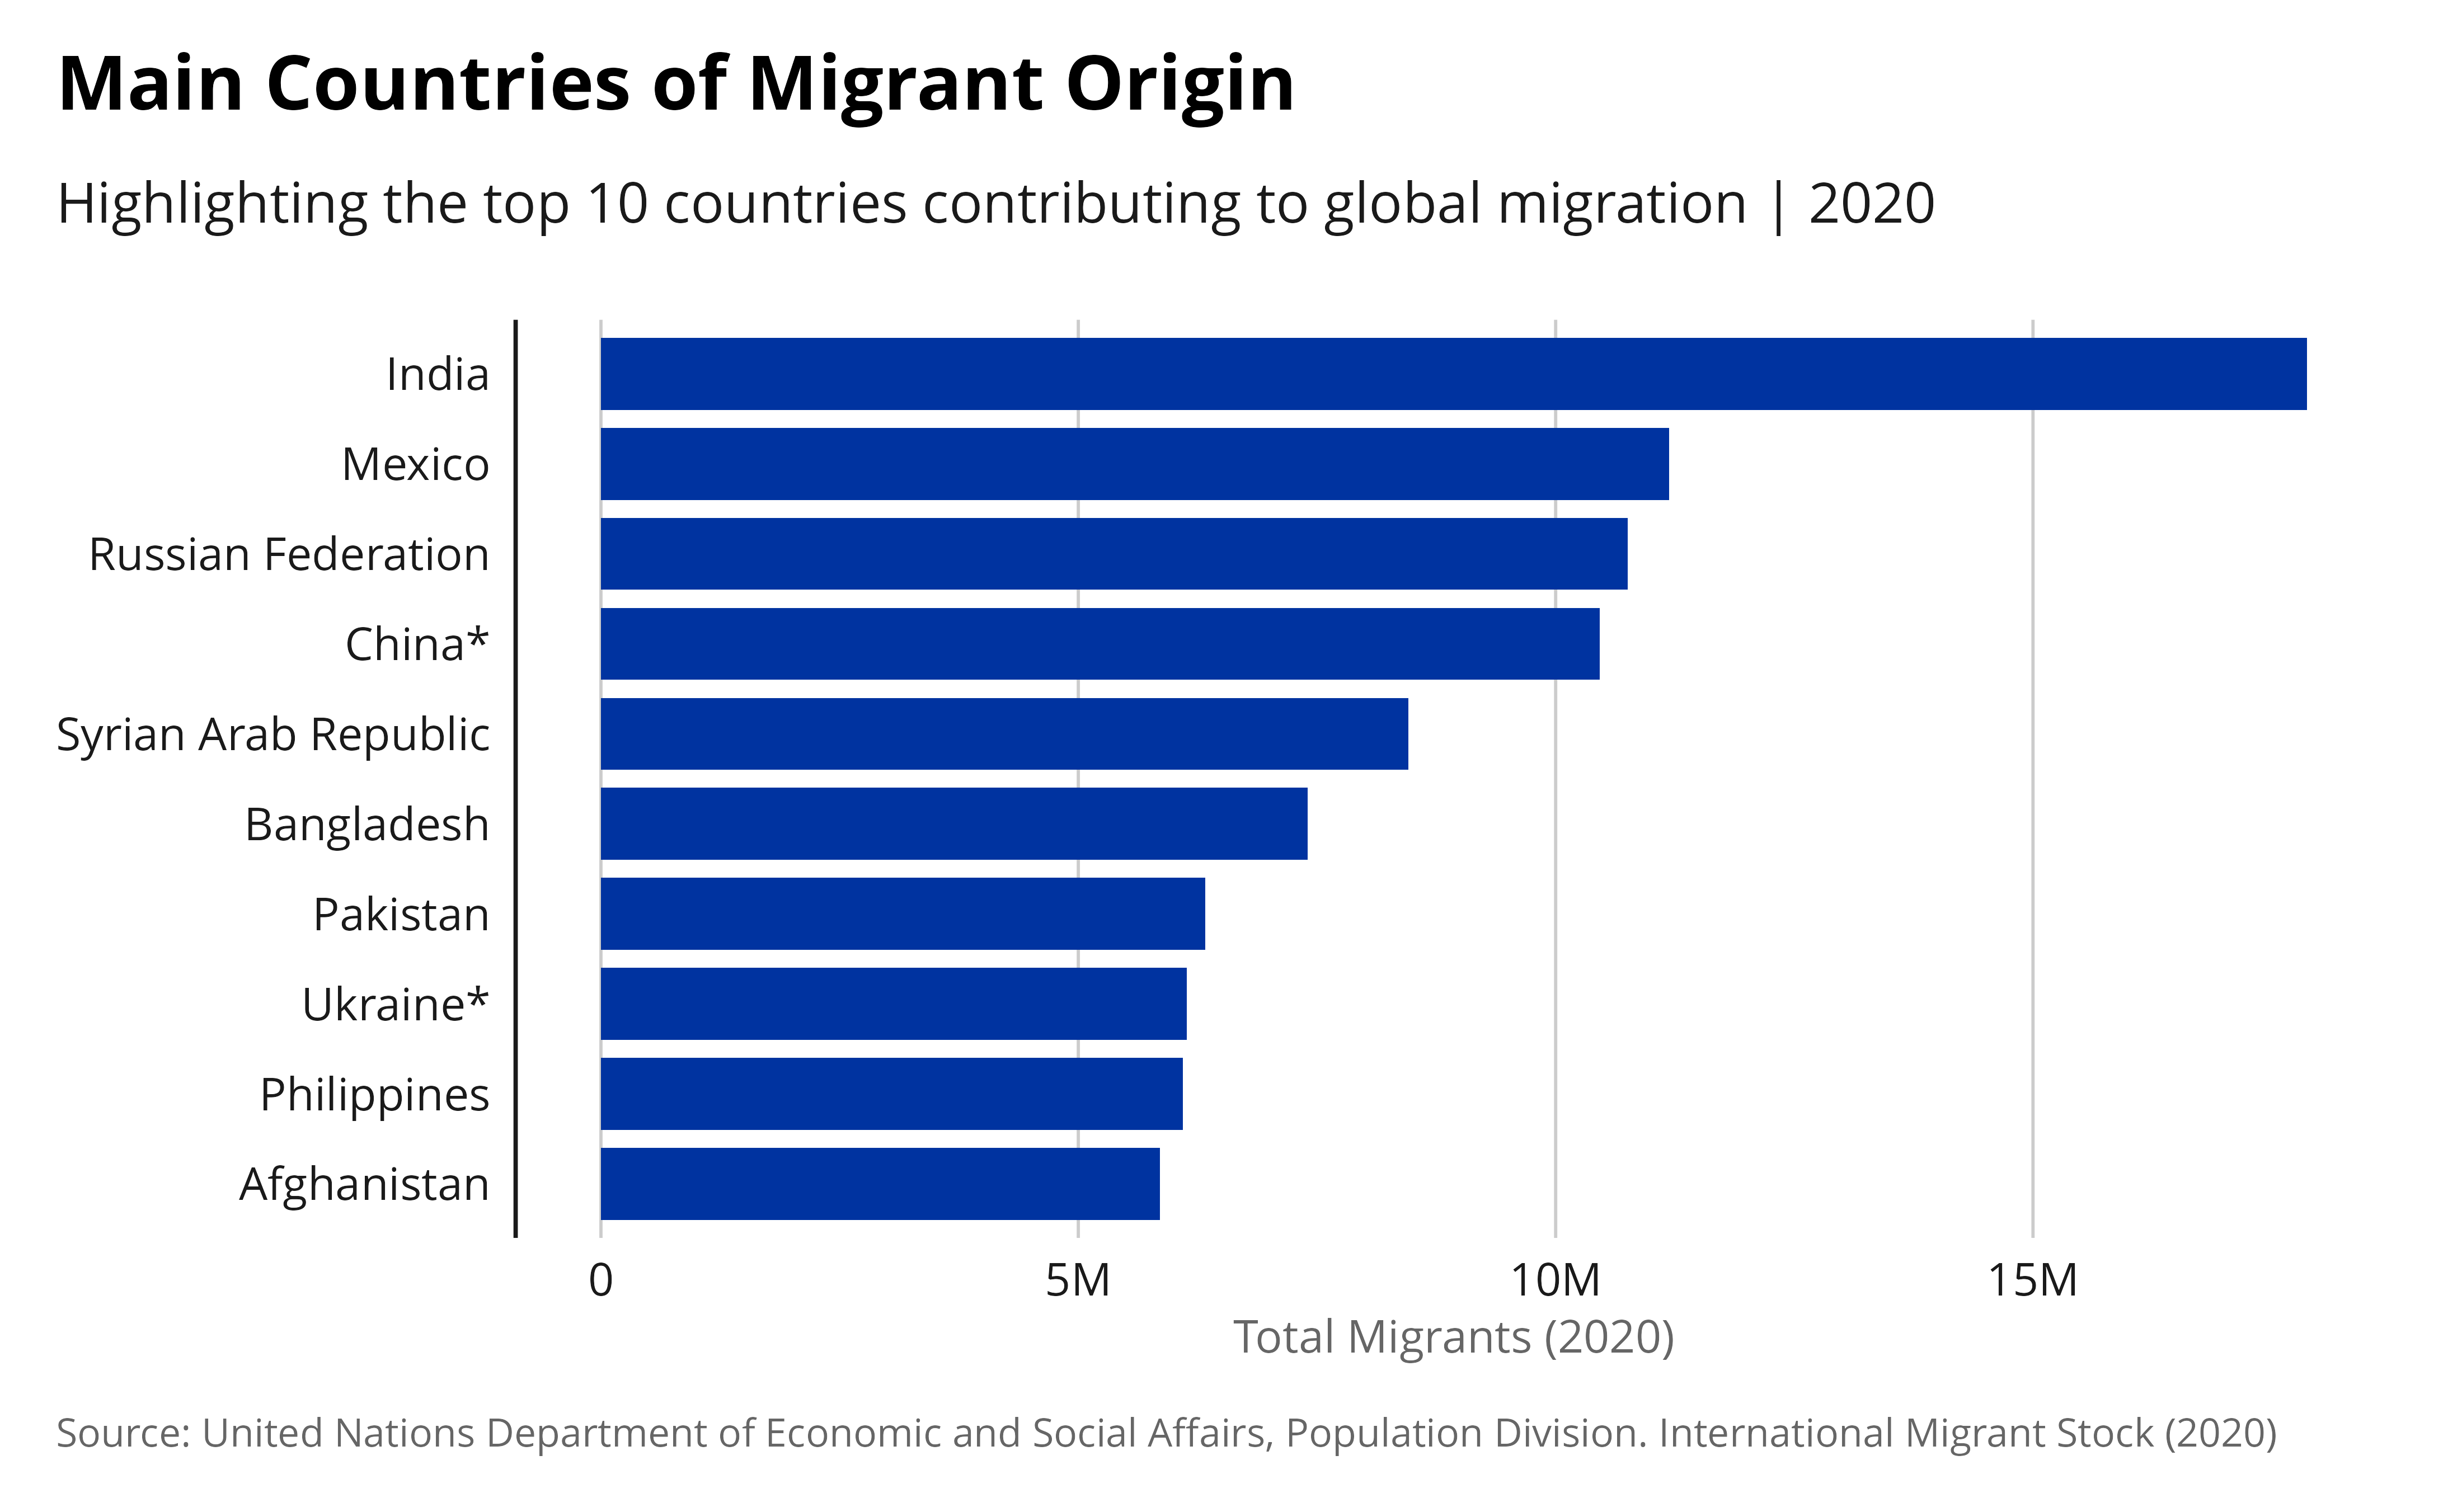 Main Countries of Migrant Origin
Highlighting the top 10 countries contributing to global migration | 2020
India
Mexico
Russian Federation
China*
Syrian Arab Republic
Bangladesh
Pakistan
Ukraine*
Philippines
Afghanistan
0 5M 10M 15M
Total Migrants (2020)
Source: United Nations Department of Economic and Social Affairs, Population Division. International Migrant Stock (2020)